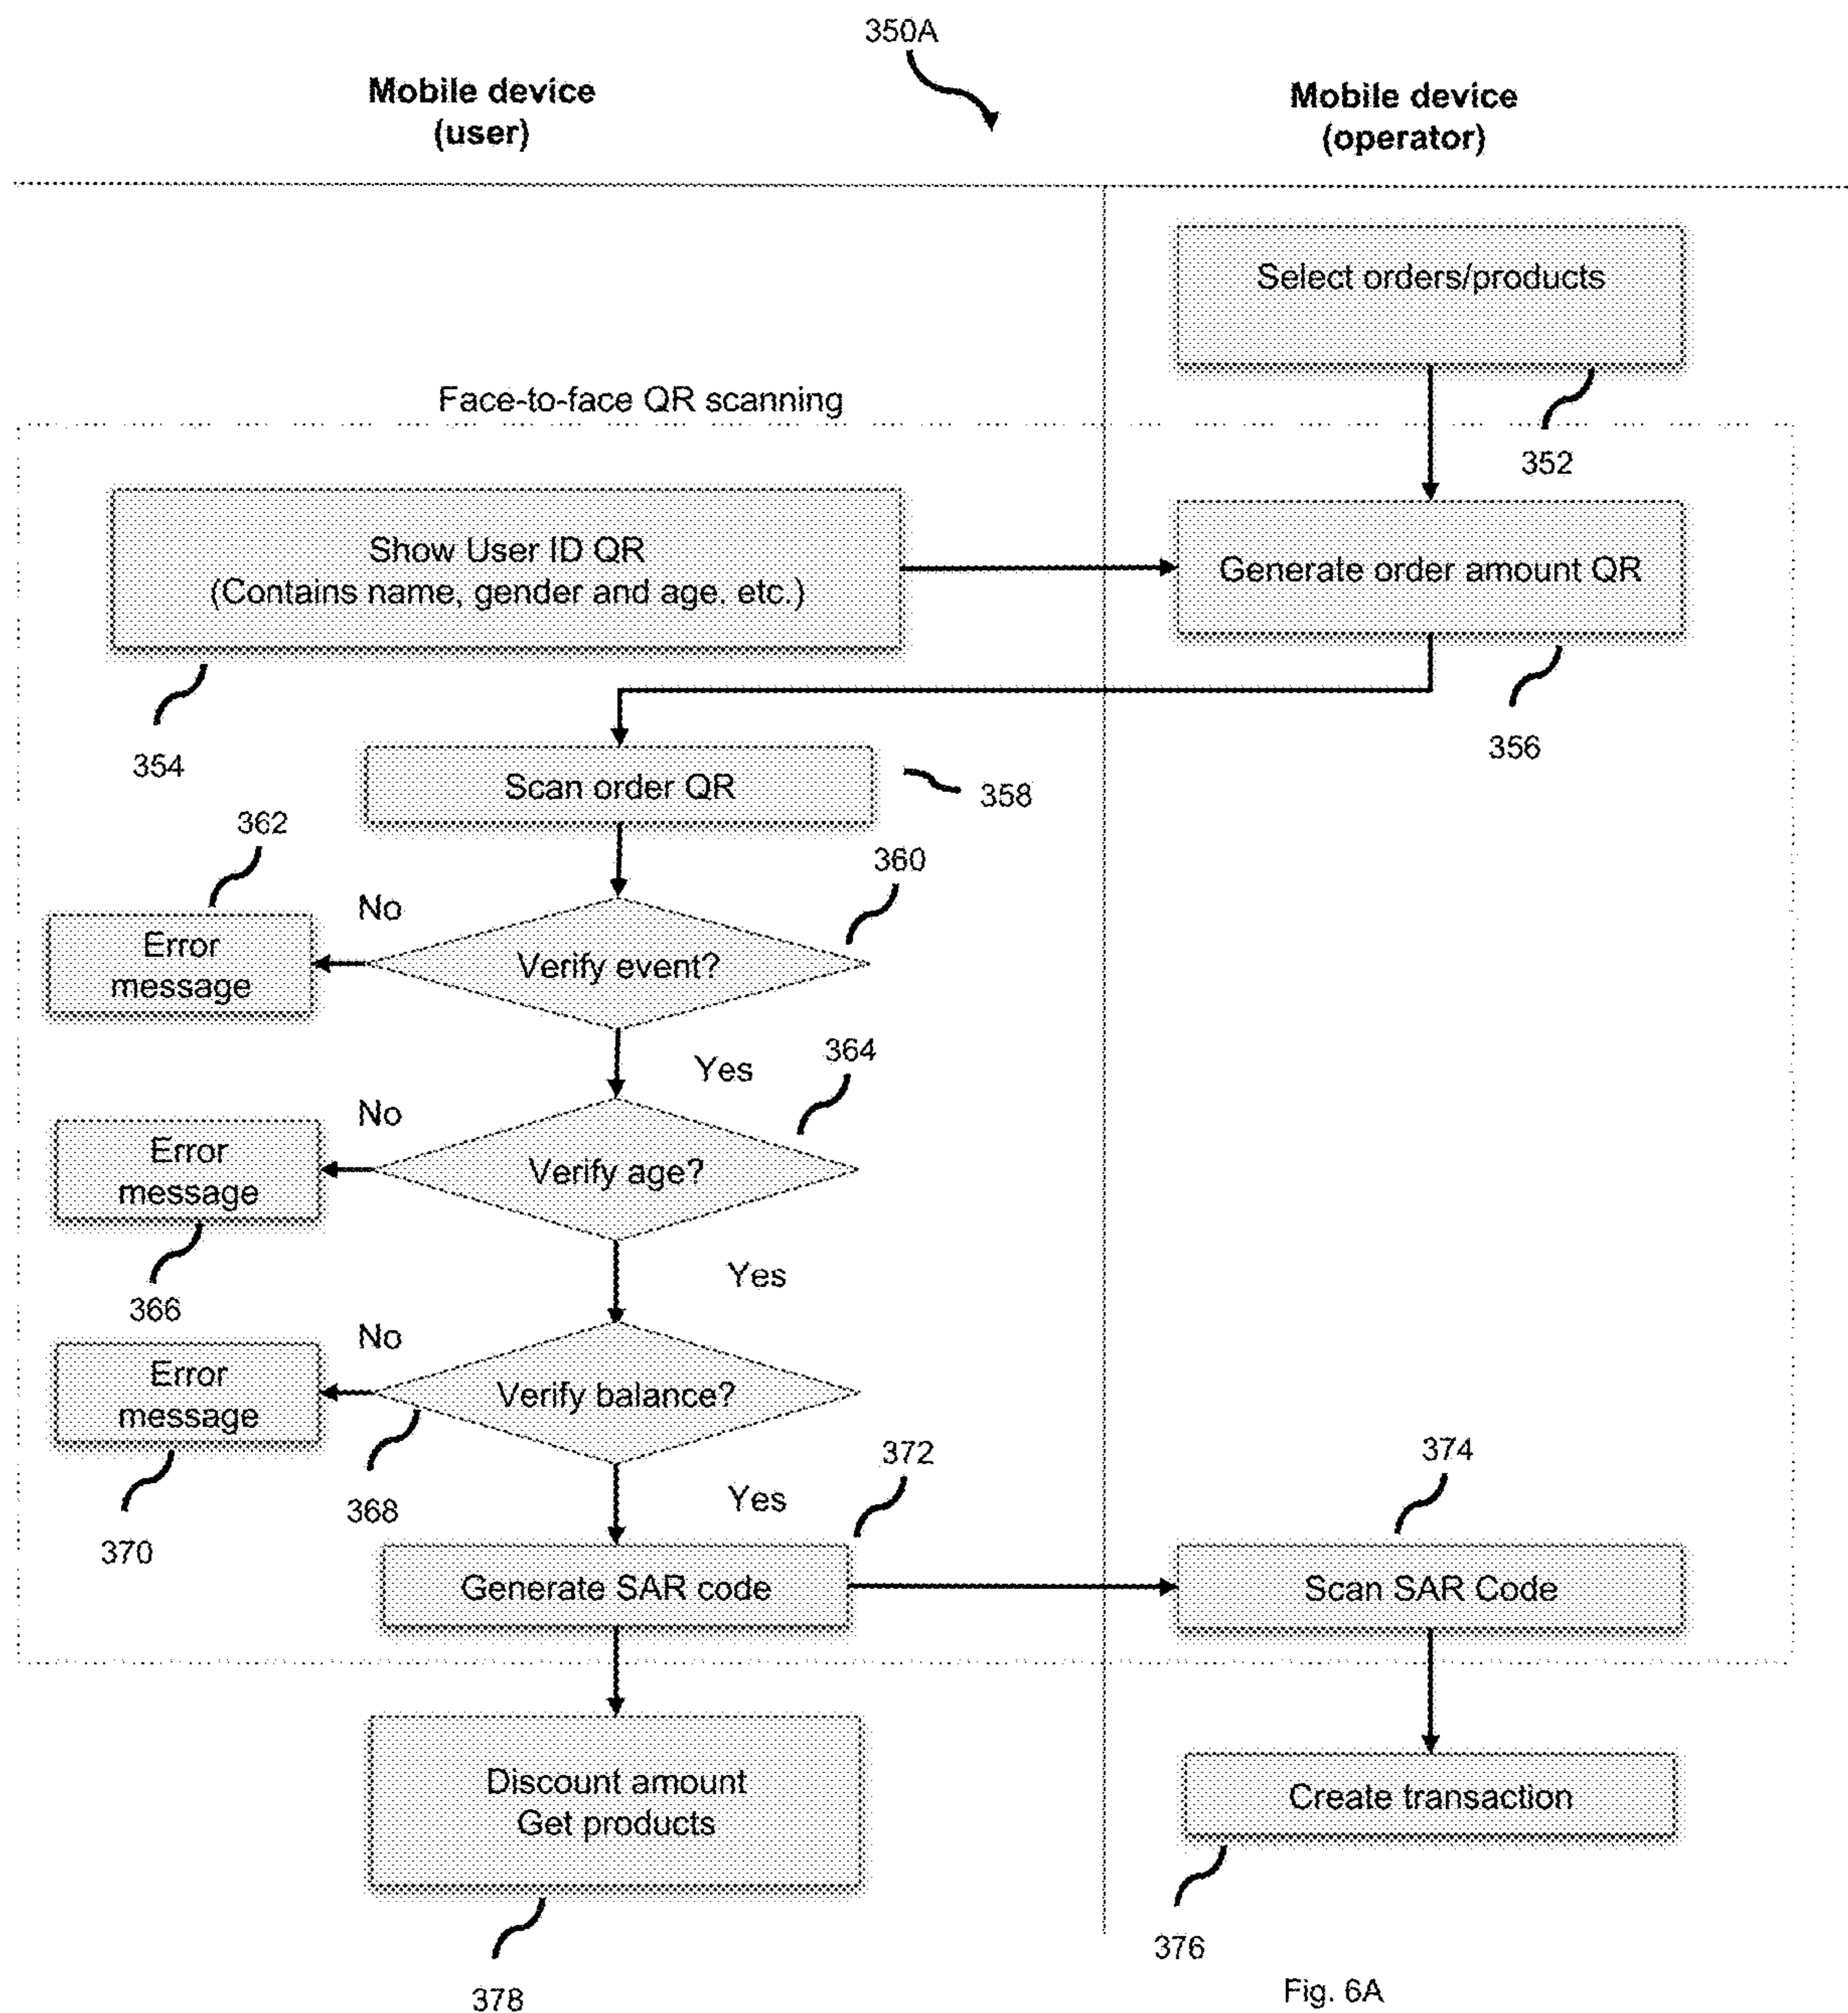 350A
Mobile device
(user)
Mobile device
(operator)
Select orders/products
352
Face-to-face QR scanning
Show User ID QR
(Contains name, gender and age, etc.)
354
Generate order amount QR
356
Scan order QR
358
360
362
No
Error
message
Verify event?
Yes
364
No
Error
message
366
Verify age?
Yes
No
Error
message
370
Verify balance?
368
Yes
372
374
Generate SAR code
Scan SAR Code
Discount amount
Get products
378
Create transaction
376
Fig. 6A